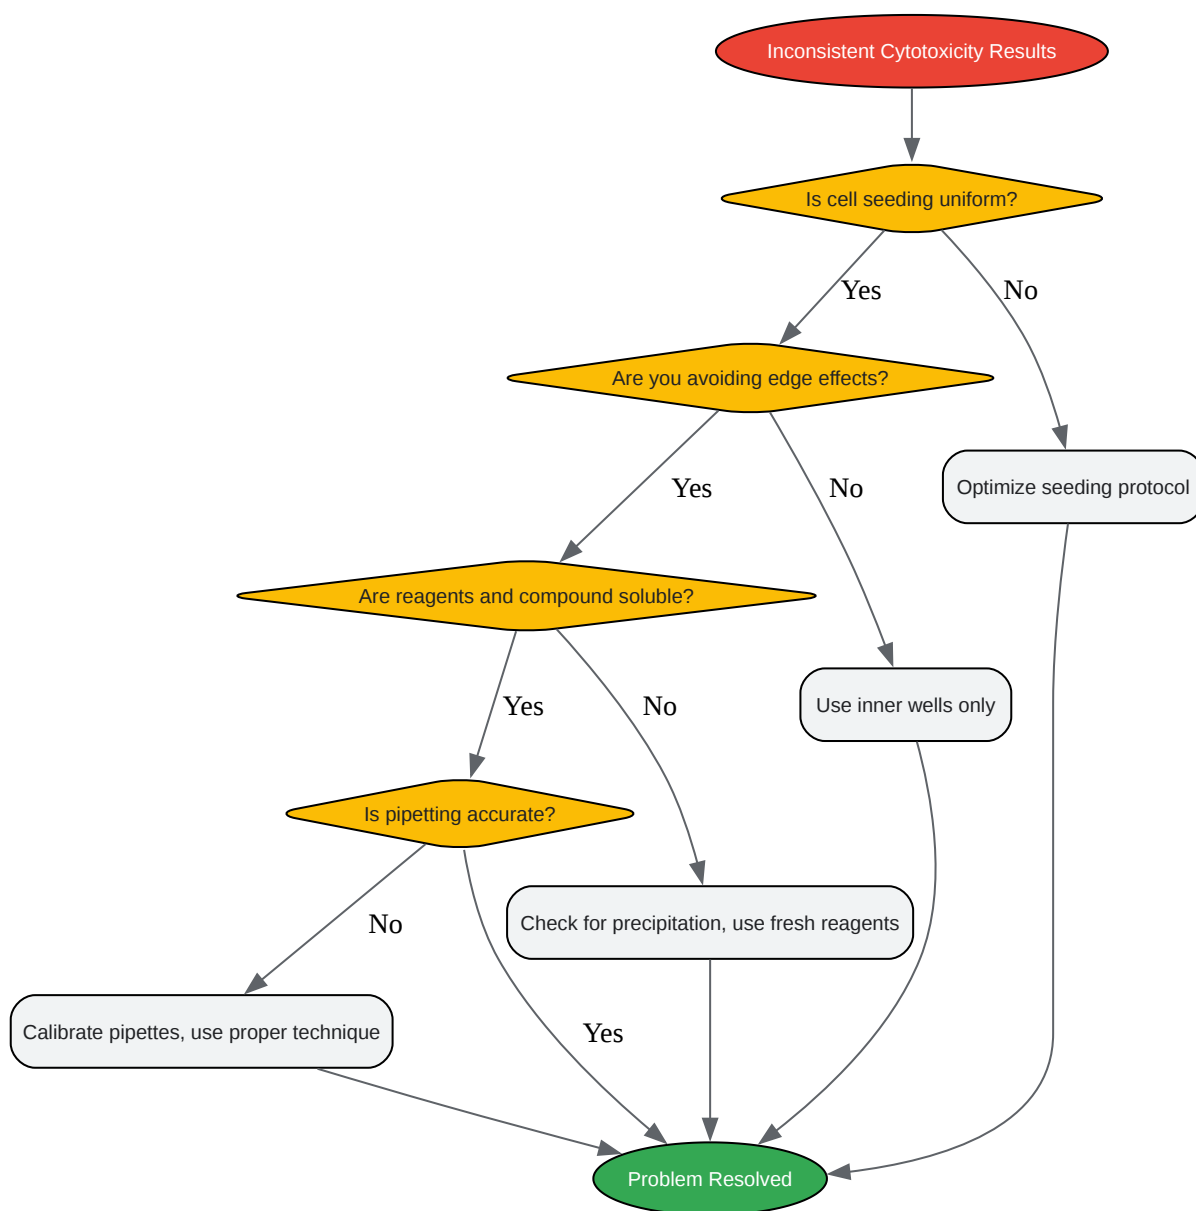 Inconsistent Cytotoxicity Results
Is cell seeding uniform?
Yes
No
Are you avoiding edge effects?
Yes
No
Optimize seeding protocol
Are reagents and compound soluble?
Yes
No
Use inner wells only
Is pipetting accurate?
No
Check for precipitation, use fresh reagents
Calibrate pipettes, use proper technique
Yes
Problem Resolved